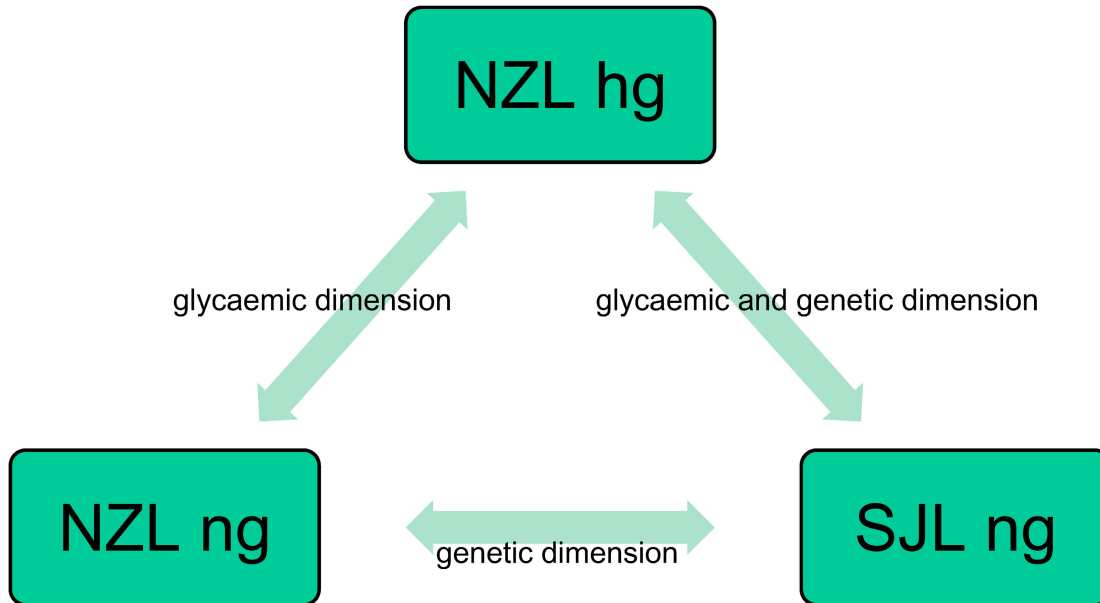 NZL hg
glycaemic dimension
glycaemic and genetic dimension
NZL ng
genetic dimension
SJL ng